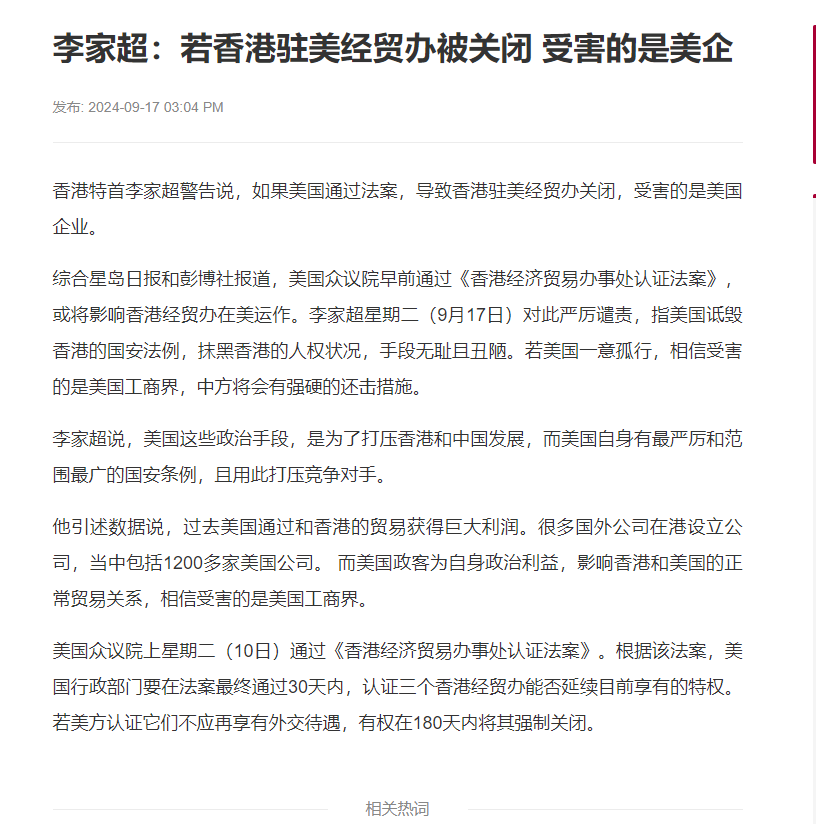 李家超：若香港驻美经贸办被关闭 受害的是美企
发布: 2024-09-17 03:04 PM
香港特首李家超警告说，如果美国通过法案，导致香港驻美经贸办关闭，受害的是美国
企业。
综合星岛日报和彭博社报道，美国众议院早前通过《香港经济贸易办事处认证法案》，
或将影响香港经贸办在美运作。李家超星期二（9月17日）对此严厉谴责，指美国诋毁
香港的国安法例，抹黑香港的人权状况，手段无耻且丑陋。若美国一意孤行，相信受害
的是美国工商界，中方将会有强硬的还击措施。
李家超说，美国这些政治手段，是为了打压香港和中国发展，而美国自身有最严厉和范
围最广的国安条例，且用此打压竞争对手。
他引述数据说，过去美国通过和香港的贸易获得巨大利润。很多国外公司在港设立公
司，当中包括1200多家美国公司。 而美国政客为自身政治利益，影响香港和美国的正
常贸易关系，相信受害的是美国工商界。
美国众议院上星期二（10日）通过《香港经济贸易办事处认证法案》。根据该法案，美
国行政部门要在法案最终通过30天内，认证三个香港经贸办能否延续目前享有的特权。
若美方认证它们不应再享有外交待遇，有权在180天内将其强制关闭。
相关热词